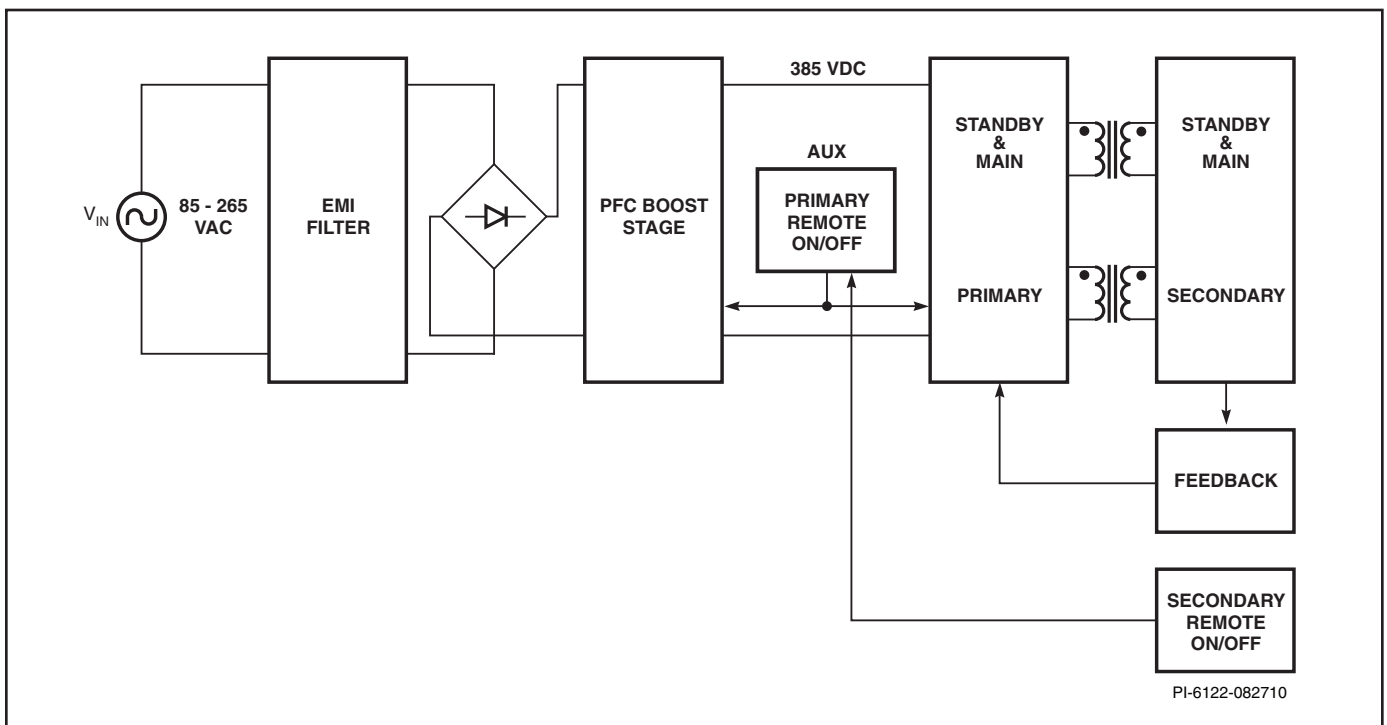 V_IN
85 - 265
VAC
EMI
FILTER
PFC BOOST
STAGE
385 VDC
AUX
PRIMARY
REMOTE
ON/OFF
STANDBY
&
MAIN
PRIMARY
STANDBY
&
MAIN
SECONDARY
FEEDBACK
SECONDARY
REMOTE
ON/OFF
PI-6122-082710